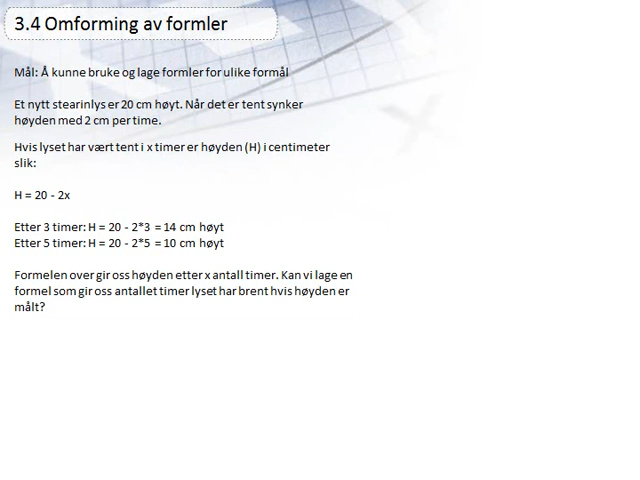 3.4 Omforming av formler
Mål: Å kunne bruke og lage formler for ulike formål
Et nytt stearinlys er 20 cm høyt. Når det er tent synker
høyden med 2 cm per time.
Hvis lyset har vært tent i x timer er høyden (H) i centimeter
slik:
H = 20 - 2x
Etter 3 timer: H = 20 - 2*3 = 14 cm høyt
Etter 5 timer: H = 20 - 2*5 = 10 cm høyt
Formelen over gir oss høyden etter x antall timer. Kan vi lage en
formel som gir oss antallet timer lyset har brent hvis høyden er
målt?